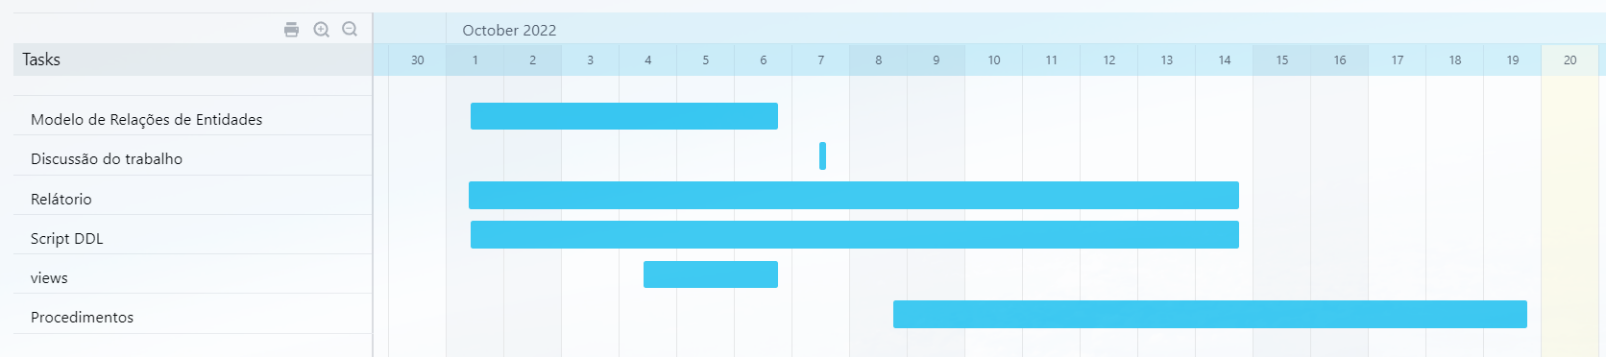 October 2022
Tasks
30 1 2 3 4 5 6 7 8 9 10 11 12 13 14 15 16 17 18 19 20
Modelo de Relações de Entidades
Discussão do trabalho
Relátorio
Script DDL
views
Procedimentos